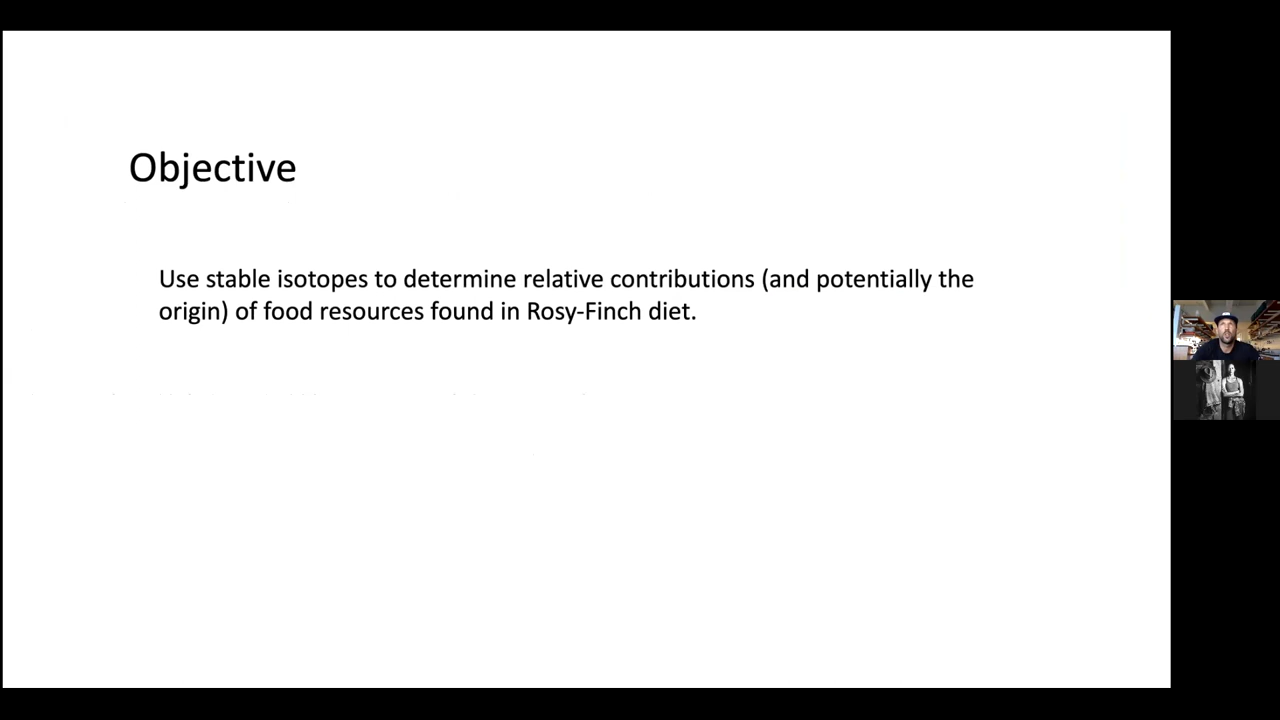 Objective
Use stable isotopes to determine relative contributions (and potentially the
origin) of food resources found in Rosy-Finch diet.